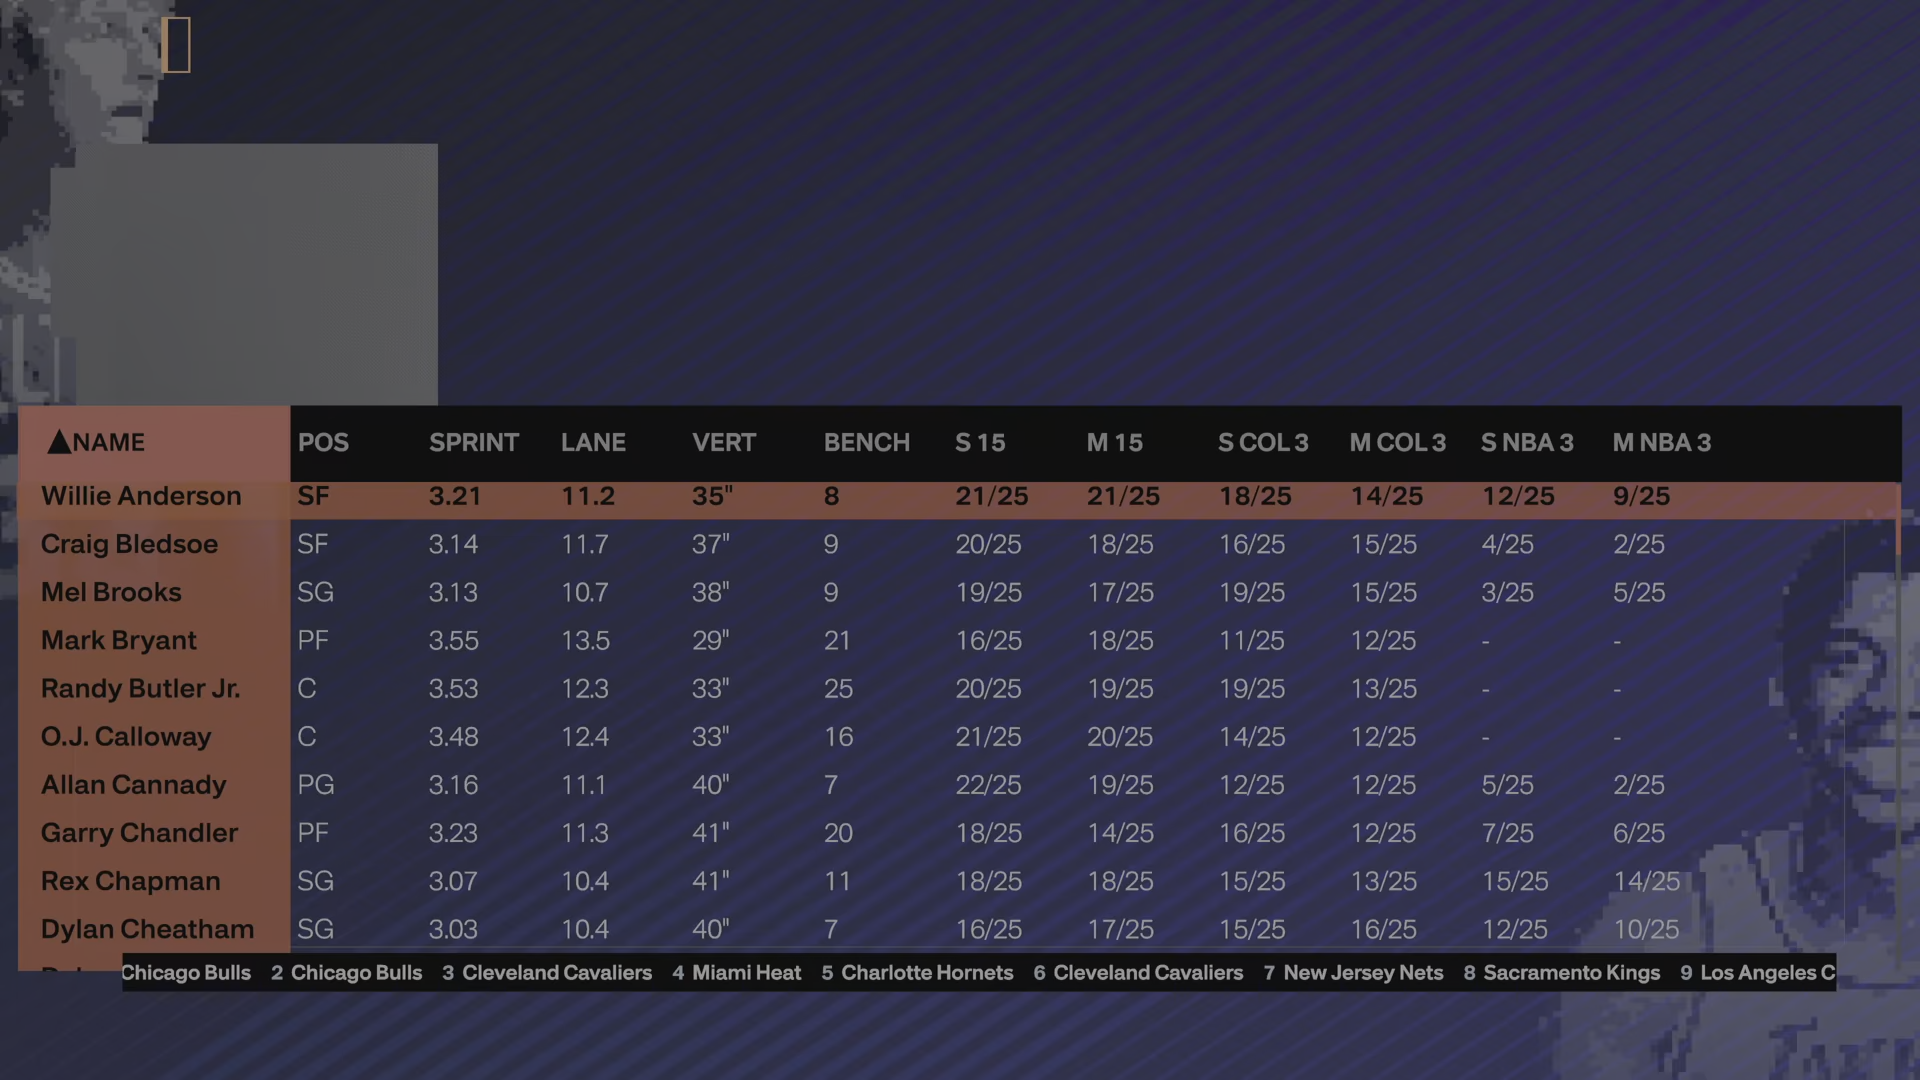 ▲NAME POS SPRINT LANE VERT BENCH S 15 M 15 S COL 3 M COL 3 S NBA 3 M NBA 3
Willie Anderson SF 3.21 11.2 35" 8 21/25 21/25 18/25 14/25 12/25 9/25
Craig Bledsoe SF 3.14 11.7 37" 9 20/25 18/25 16/25 15/25 4/25 2/25
Mel Brooks SG 3.13 10.7 38" 9 19/25 17/25 19/25 15/25 3/25 5/25
Mark Bryant PF 3.55 13.5 29" 21 16/25 18/25 11/25 12/25 - -
Randy Butler Jr. C 3.53 12.3 33" 25 20/25 19/25 19/25 13/25 - -
O.J. Calloway C 3.48 12.4 33" 16 21/25 20/25 14/25 12/25 - -
Allan Cannady PG 3.16 11.1 40" 7 22/25 19/25 12/25 12/25 5/25 2/25
Garry Chandler PF 3.23 11.3 41" 20 18/25 14/25 16/25 12/25 7/25 6/25
Rex Chapman SG 3.07 10.4 41" 11 18/25 18/25 15/25 13/25 15/25 14/25
Dylan Cheatham SG 3.03 10.4 40" 7 16/25 17/25 15/25 16/25 12/25 10/25
Chicago Bulls 2 Chicago Bulls 3 Cleveland Cavaliers 4 Miami Heat 5 Charlotte Hornets 6 Cleveland Cavaliers 7 New Jersey Nets 8 Sacramento Kings 9 Los Angeles C